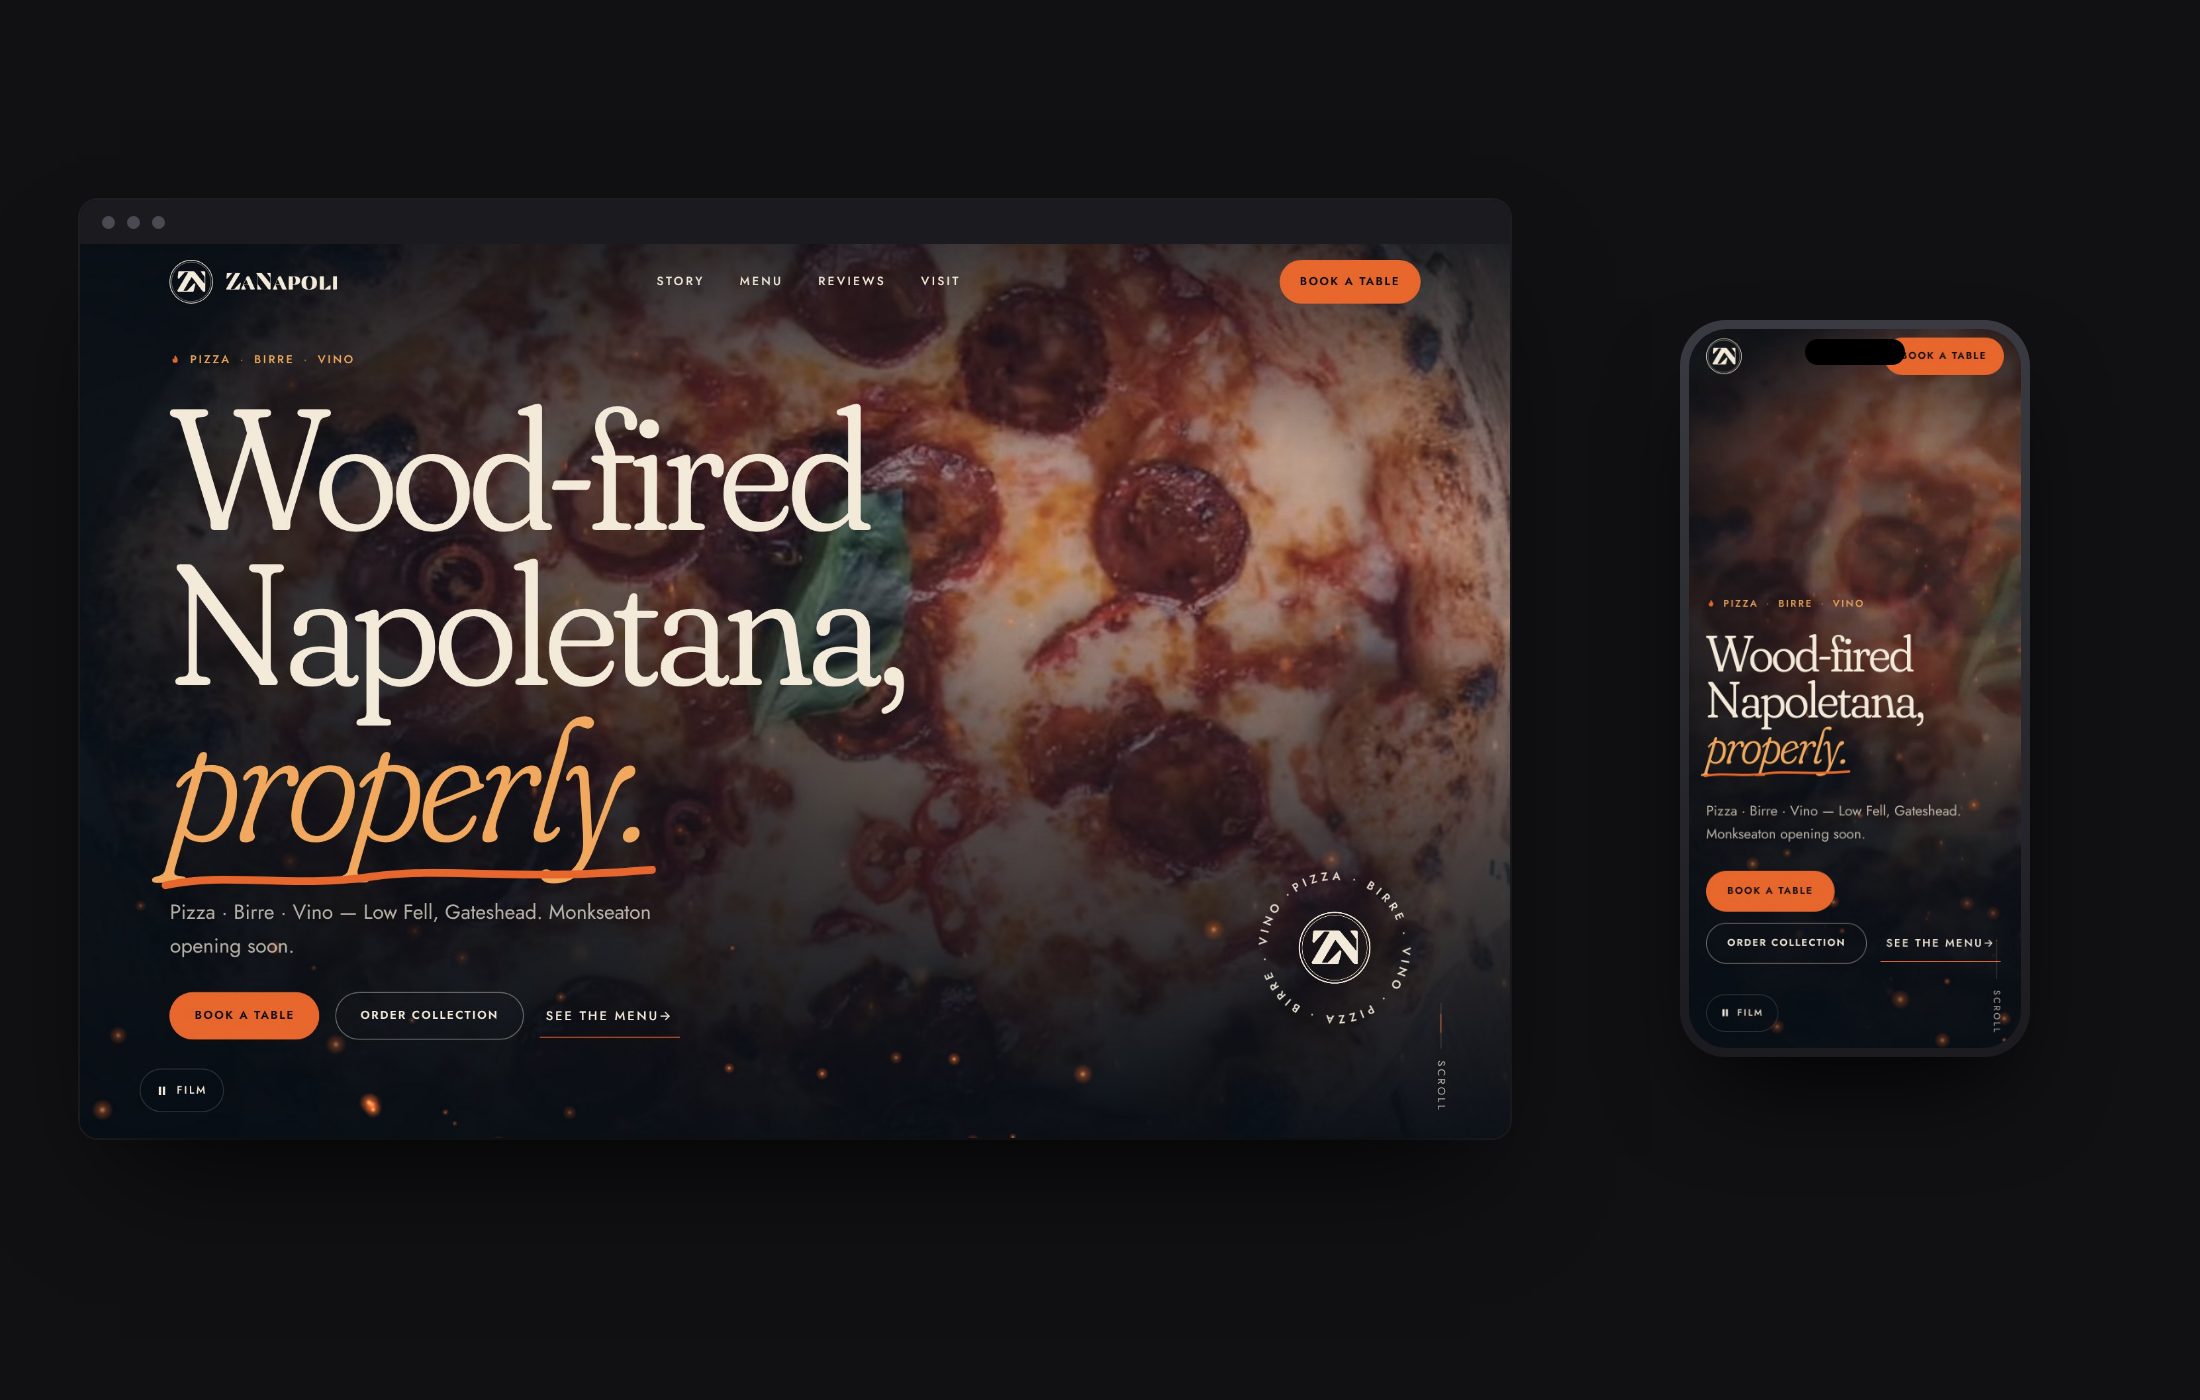 ZN ZANAPOLI
STORY MENU REVIEWS VISIT
BOOK A TABLE
PIZZA · BIRRE · VINO
Wood-fired
Napoletana,
properly.
Pizza · Birre · Vino — Low Fell, Gateshead. Monkseaton
opening soon.
BOOK A TABLE
ORDER COLLECTION
SEE THE MENU→
FILM
PIZZA · BIRRE · VINO · PIZZA · BIRRE · VINO ·
ZN
SCROLL
ZN
BOOK A TABLE
PIZZA · BIRRE · VINO
Wood-fired
Napoletana,
properly.
Pizza · Birre · Vino — Low Fell, Gateshead.
Monkseaton opening soon.
BOOK A TABLE
ORDER COLLECTION
SEE THE MENU→
FILM
SCROLL